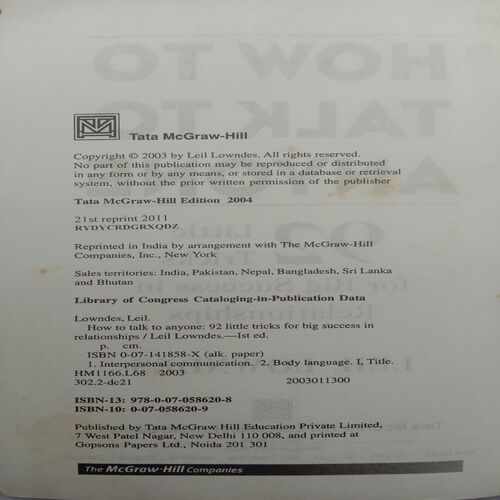 Tata McGraw-Hill
Copyright © 2003 by Leil Lowndes. All rights reserved.
No part of this publication may be reproduced or distributed
in any form or by any means, or stored in a database or retrieval
system, without the prior written permission of the publisher
Tata McGraw-Hill Edition 2004
21st reprint 2011
RYDYCRDGRXQDZ
Reprinted in India by arrangement with The McGraw-Hill
Companies, Inc., New York
Sales territories: India, Pakistan, Nepal, Bangladesh, Sri Lanka
and Bhutan
Library of Congress Cataloging-in-Publication Data
Lowndes, Leil.
How to talk to anyone: 92 little tricks for big success in
relationships / Leil Lowndes.—Ist ed.
p. cm.
ISBN 0-07-141858-X (alk. paper)
1. Interpersonal communication. 2. Body language. I, Title.
HM1166.L68 2003
302.2-dc21 2003011300
ISBN-13: 978-0-07-058620-8
ISBN-10: 0-07-058620-9
Published by Tata McGraw Hill Education Private Limited,
7 West Patel Nagar, New Delhi 110 008, and printed at
Gopsons Papers Ltd., Noida 201 301
The McGraw-Hill Companies